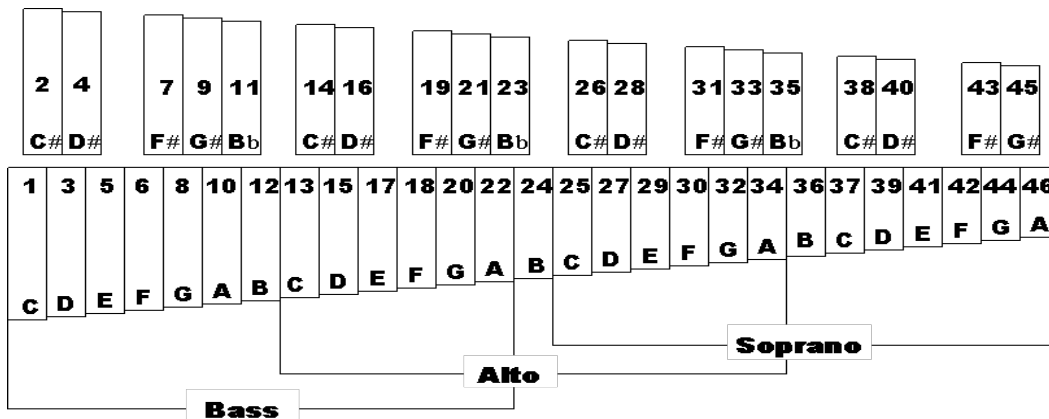 2 4 7 9 11 14 16 19 21 23 26 28 31 33 35 38 40 43 45
C# D# F# G# Bb C# D# F# G# Bb C# D# F# G# Bb C# D# F# G#
1 3 5 6 8 10 12 13 15 17 18 20 22 24 25 27 29 30 32 34 36 37 39 41 42 44 46
C D E F G A B C D E F G A B C D E F G A B C D E F G A
Soprano
Alto
Bass